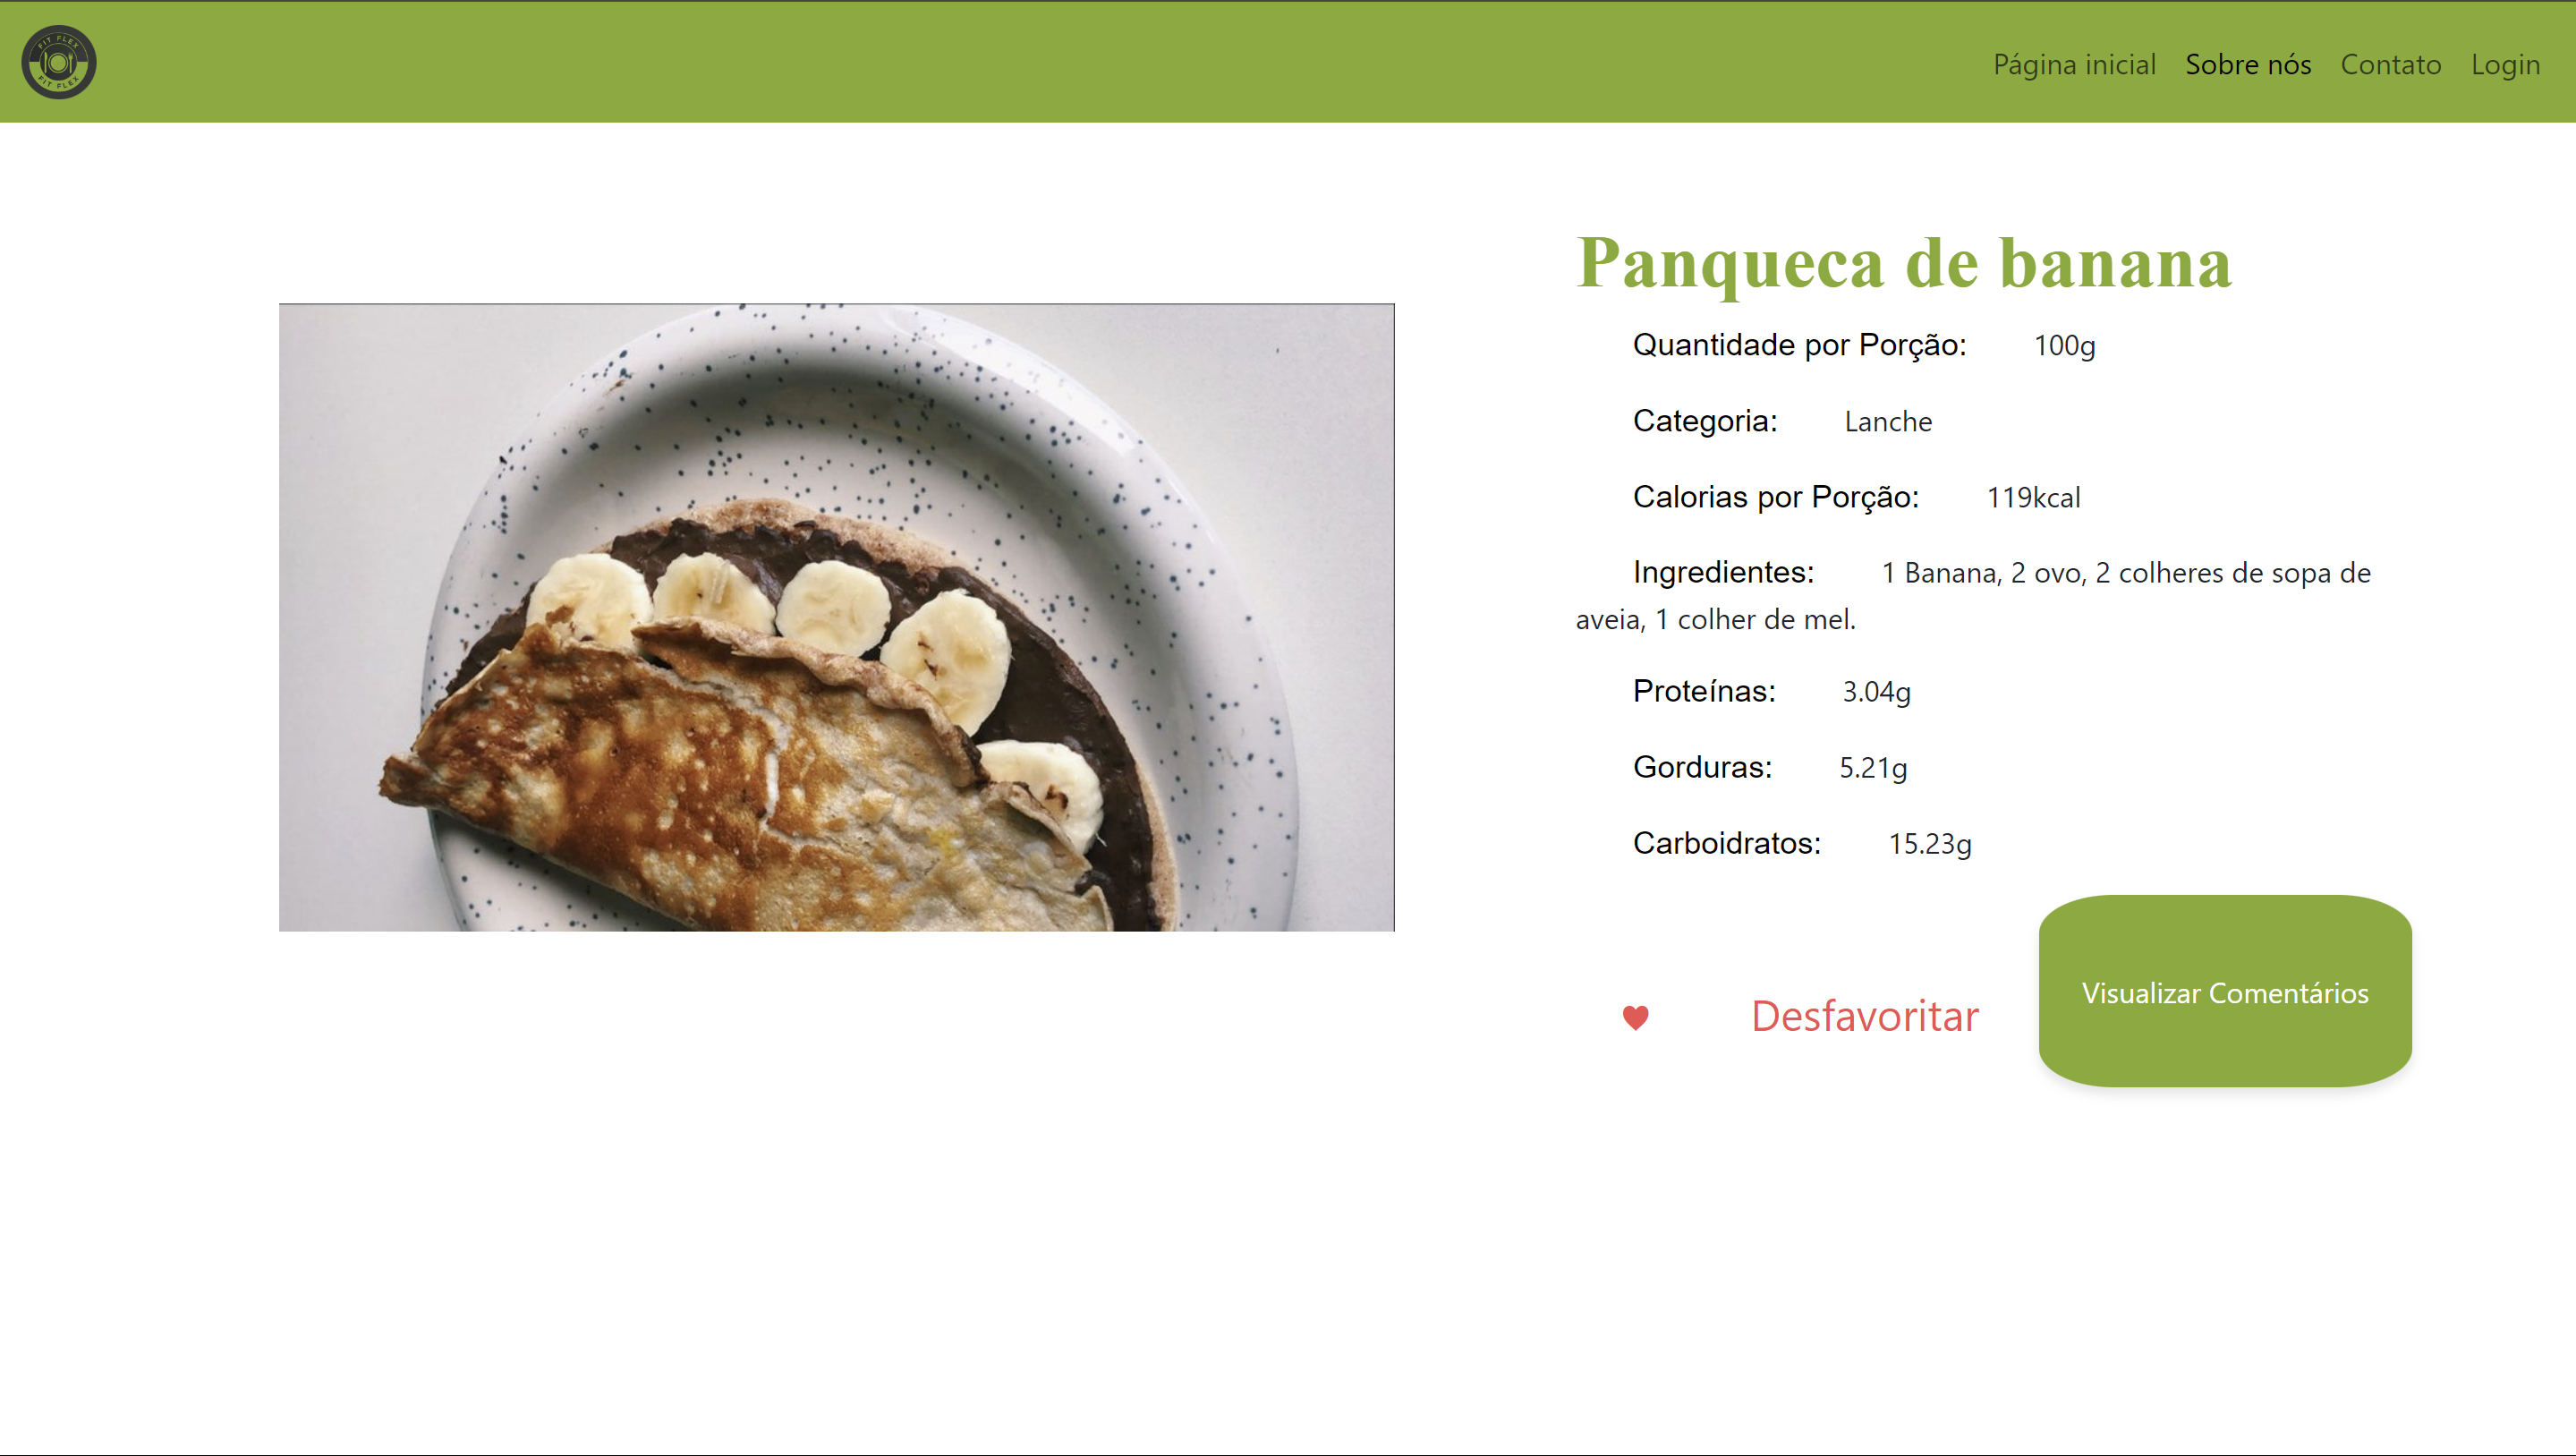 FIT FLEX
FIT FLEX
Página inicial Sobre nós Contato Login
Panqueca de banana
Quantidade por Porção: 100g
Categoria: Lanche
Calorias por Porção: 119kcal
Ingredientes: 1 Banana, 2 ovo, 2 colheres de sopa de
aveia, 1 colher de mel.
Proteínas: 3.04g
Gorduras: 5.21g
Carboidratos: 15.23g
Desfavoritar
Visualizar Comentários